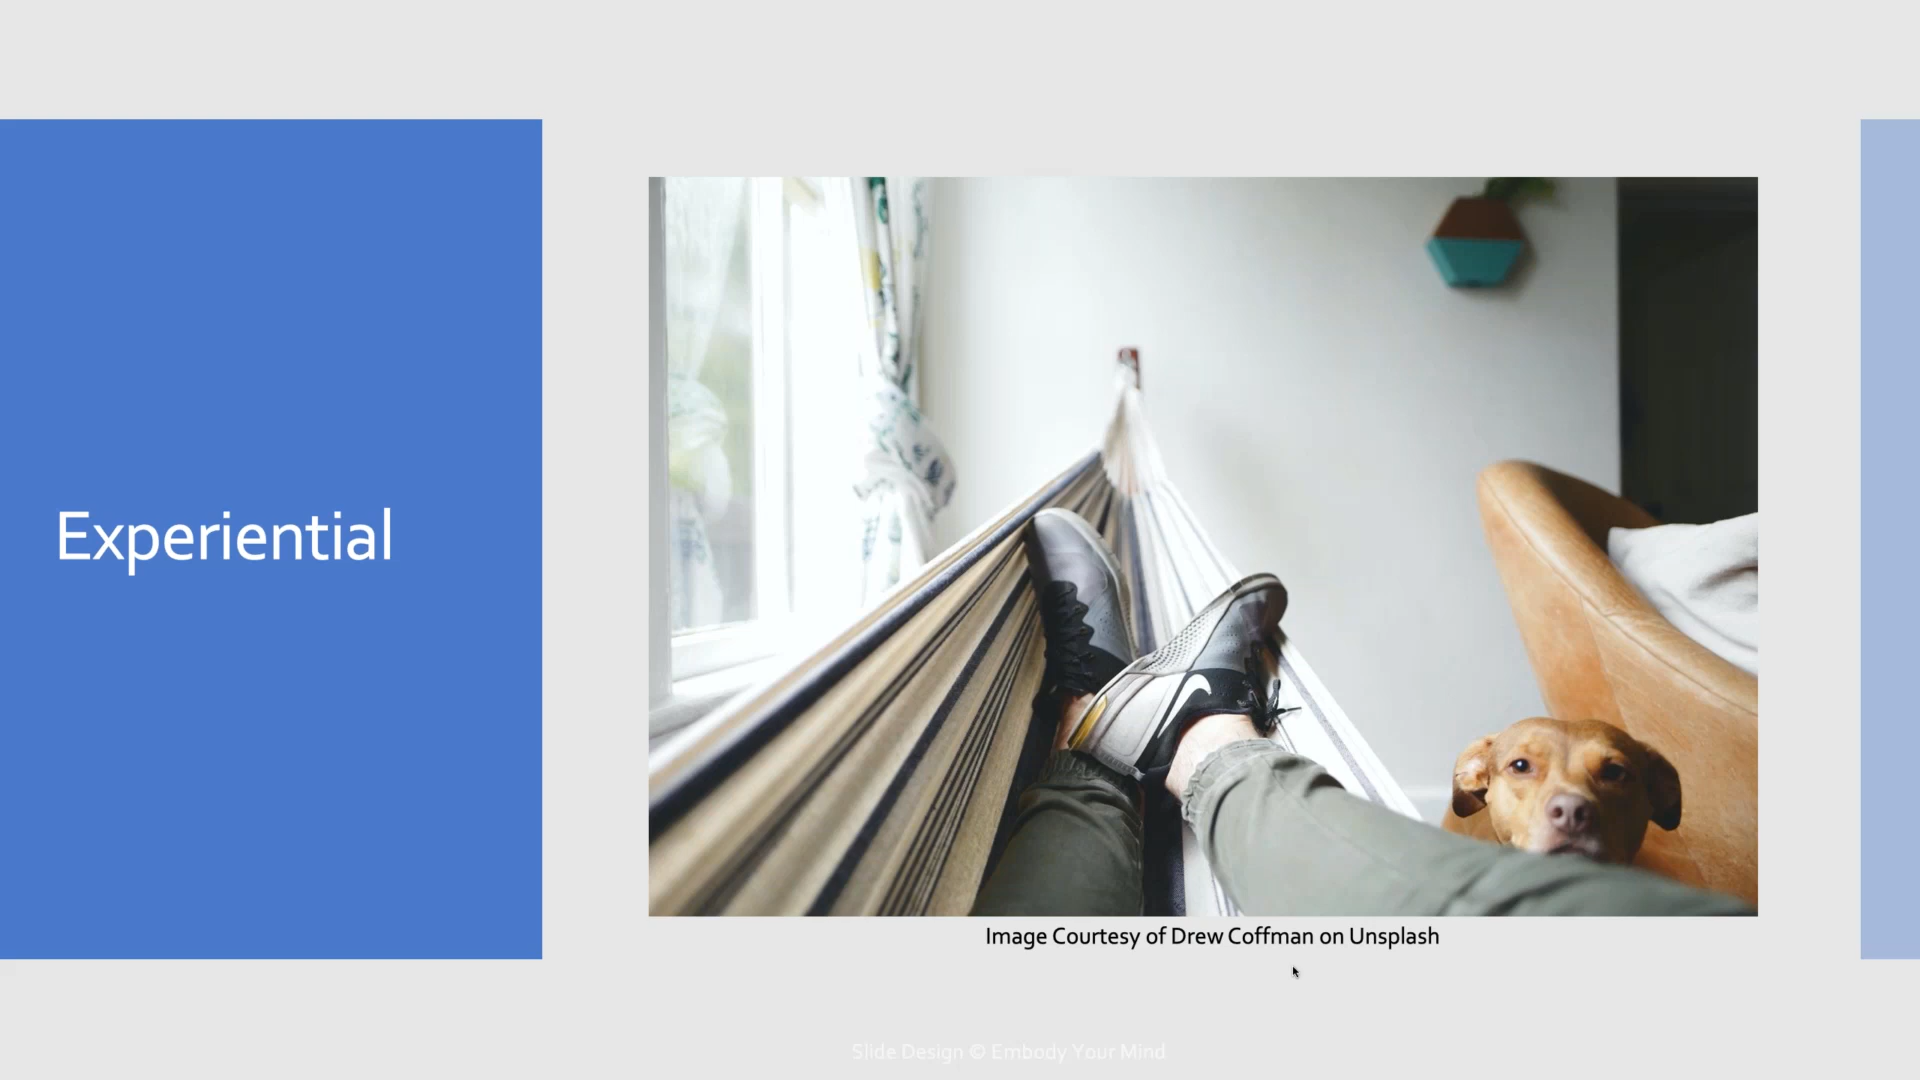 Experiential
Image Courtesy of Drew Coffman on Unsplash
Slide Design © Embody Your Mind